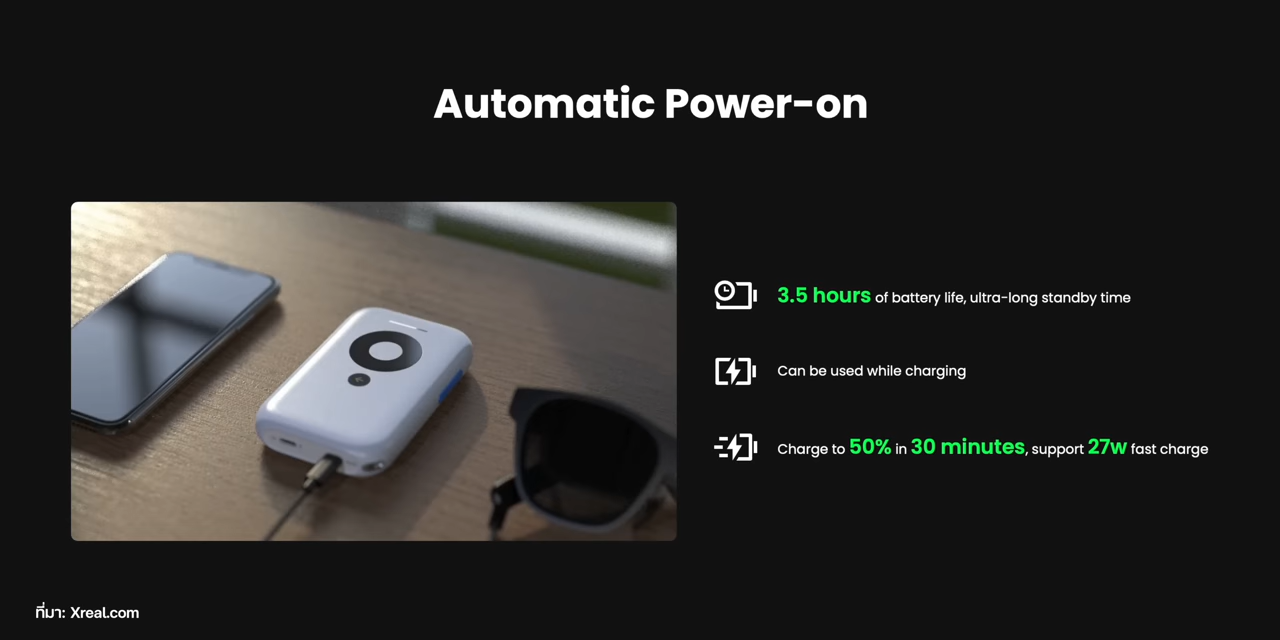 Automatic Power-on
3.5 hours of battery life, ultra-long standby time
Can be used while charging
Charge to 50% in 30 minutes, support 27w fast charge
ที่มา: Xreal.com